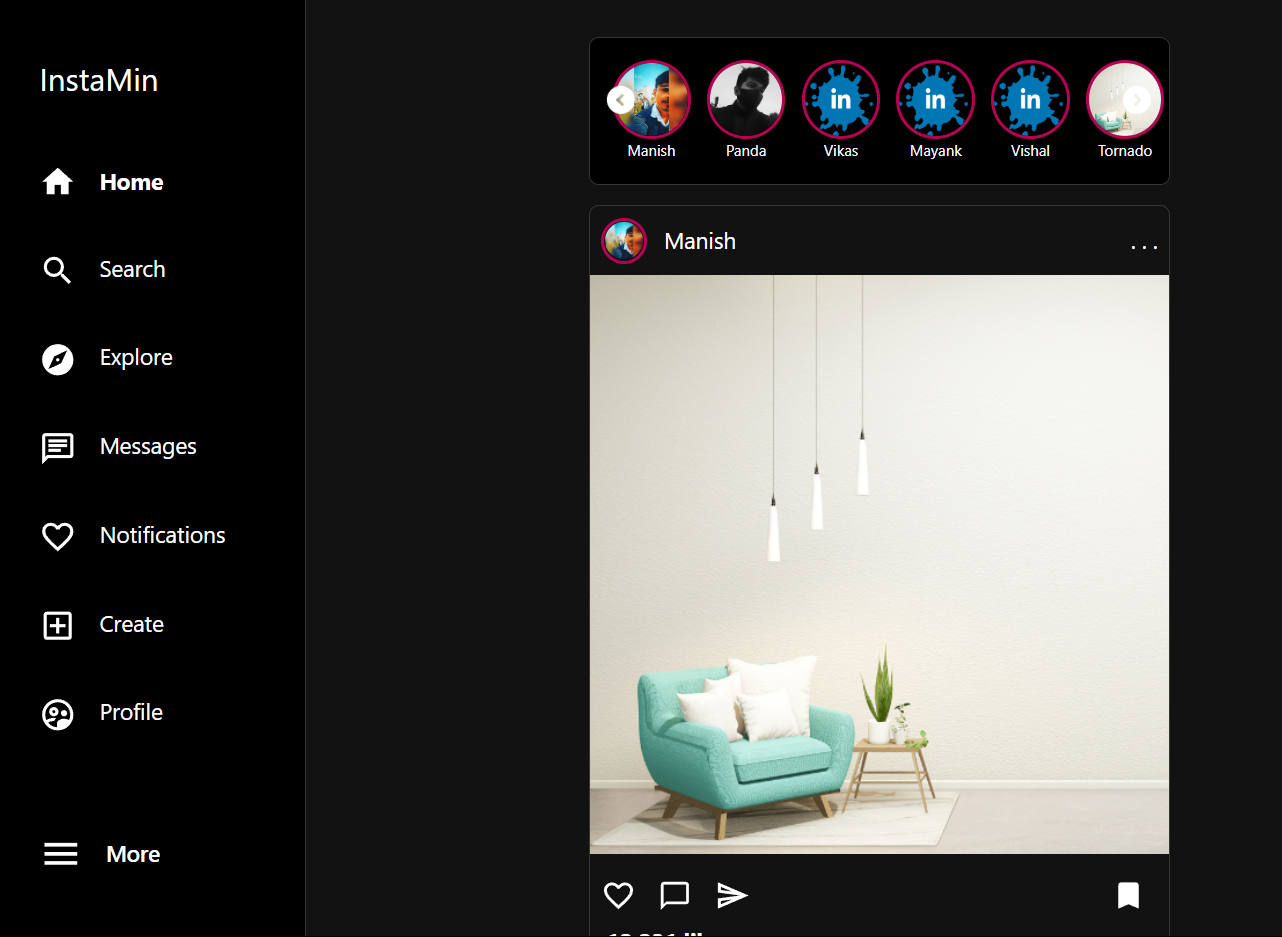 InstaMin
Home
Search
Explore
Messages
Notifications
Create
Profile
More
in in in
Manish Panda Vikas Mayank Vishal Tornado
Manish ...